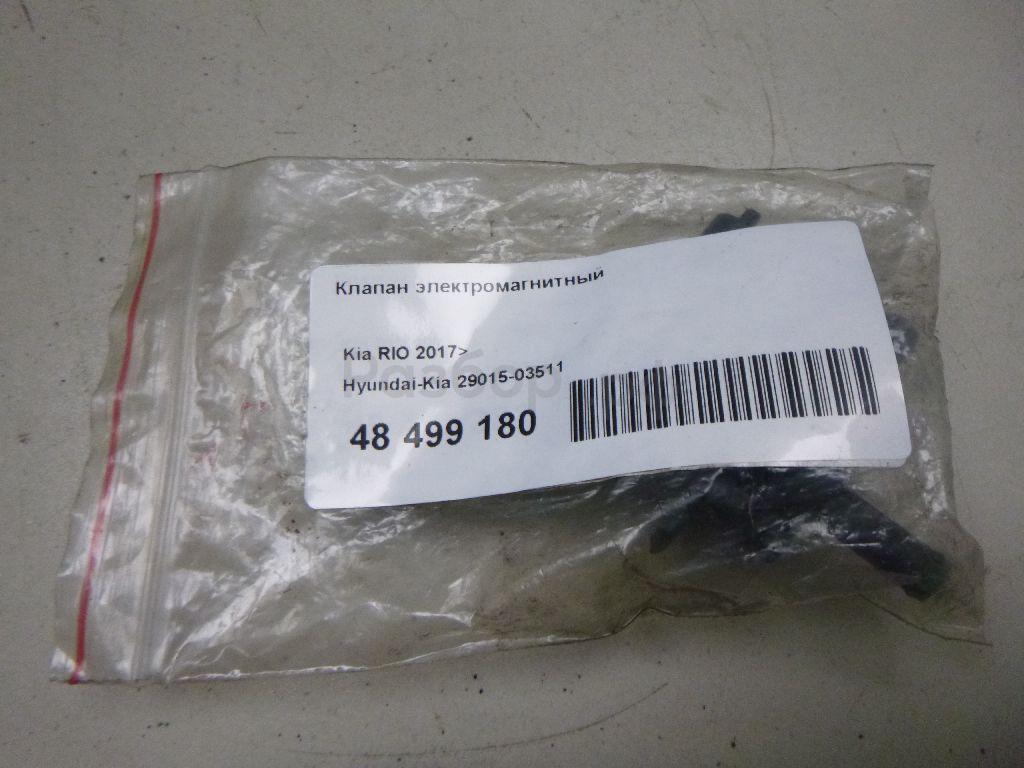 Клапан электромагнитный
Kia RIO 2017>
Hyundai-Kia 29015-03511
48 499 180